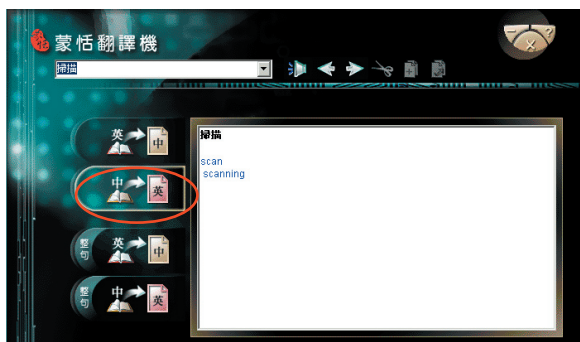 蒙恬翻譯機
掃描
掃描
scan
scanning
英 中
中 英
整句 英 中
整句 中 英